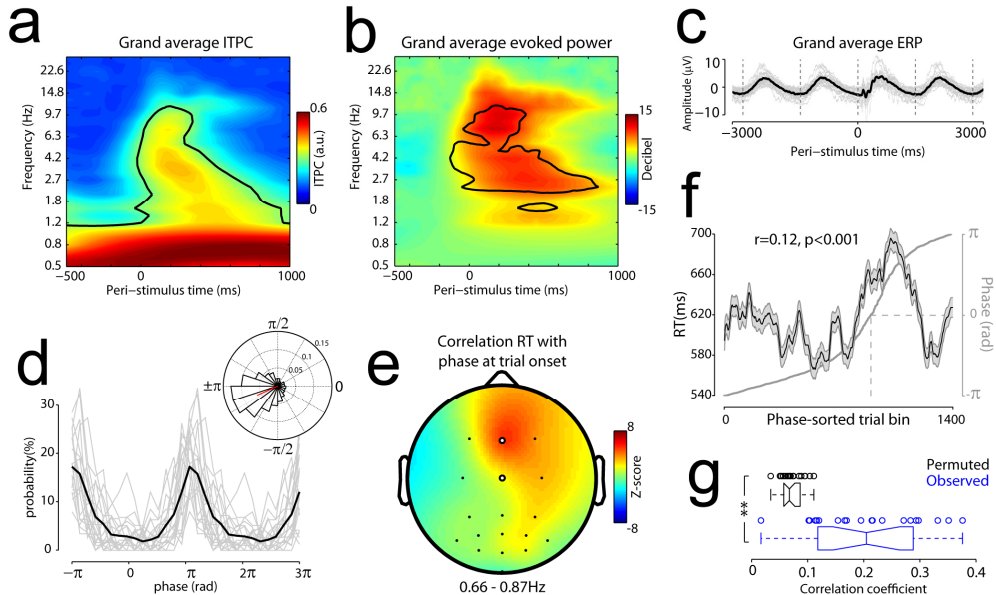 a
Grand average ITPC
Frequency (Hz)
22.6
14.8
9.7
6.3
4.2
2.7
1.8
1.2
0.8
0.5
−500
0
1000
Peri−stimulus time (ms)
0.6
0
ITPC (a.u.)
b
Grand average evoked power
Frequency (Hz)
22.6
14.8
9.7
6.3
4.2
2.7
1.8
1.2
0.8
0.5
−500
0
1000
Peri−stimulus time (ms)
15
-15
Decibel
c
Grand average ERP
Amplitude (μV)
10
0
−10
−3000
0
3000
Peri−stimulus time (ms)
d
probability(%)
30
20
10
0
−π
0
π
2π
3π
phase (rad)
π/2
0.15
0.1
0.05
±π
0
−π/2
e
Correlation RT with
phase at trial onset
8
-8
Z-score
0.66 - 0.87Hz
f
r=0.12, p<0.001
RT(ms)
700
660
620
580
540
π
0
-π
Phase (rad)
0
1400
Phase-sorted trial bin
g
Permuted
Observed
**
0
0.1
0.2
0.3
0.4
Correlation coefficient